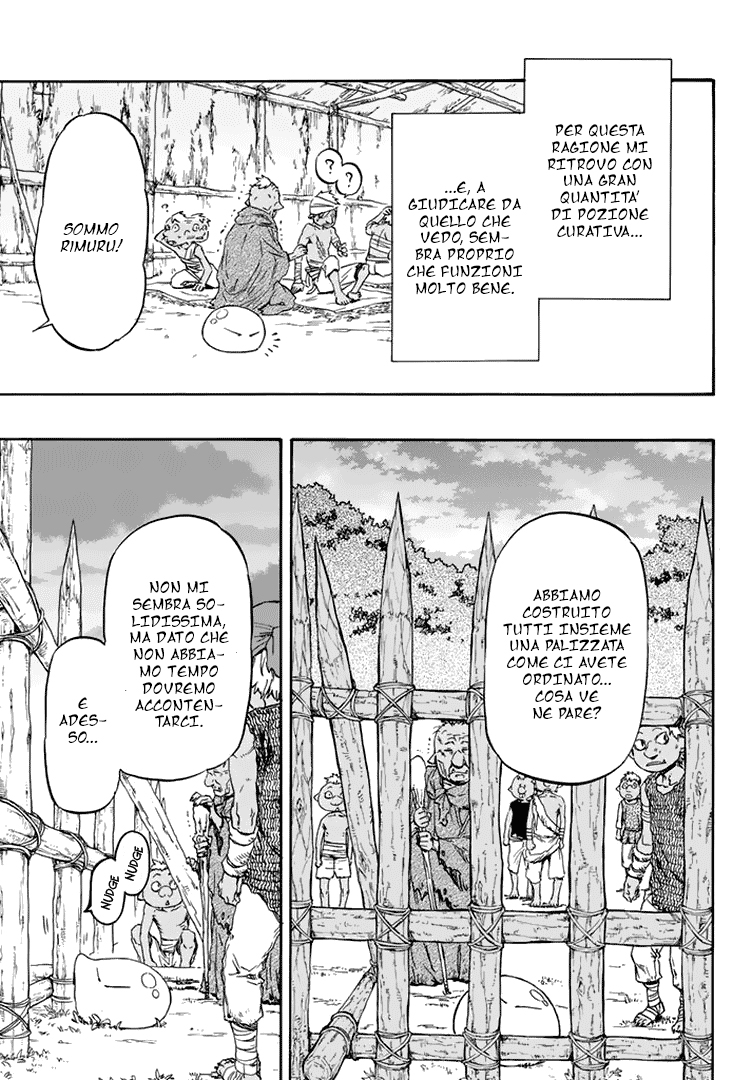 PER QUESTA
RAGIONE MI
RITROVO CON
UNA GRAN
QUANTITA'
DI POZIONE
CURATIVA...
...E, A
GIUDICARE DA
QUELLO CHE
VEDO, SEM-
BRA PROPRIO
CHE FUNZIONI
MOLTO BENE.
?
?
SOMMO
RIMURU!
ABBIAMO
COSTRUITO
TUTTI INSIEME
UNA PALIZZATA
COME CI AVETE
ORDINATO...
COSA VE
NE PARE?
NON MI
SEMBRA SO-
LIDISSIMA,
MA DATO CHE
NON ABBIA-
MO TEMPO
DOVREMO
ACCONTEN-
TARCI.
E
ADES-
SO...
NUDGE
NUDGE